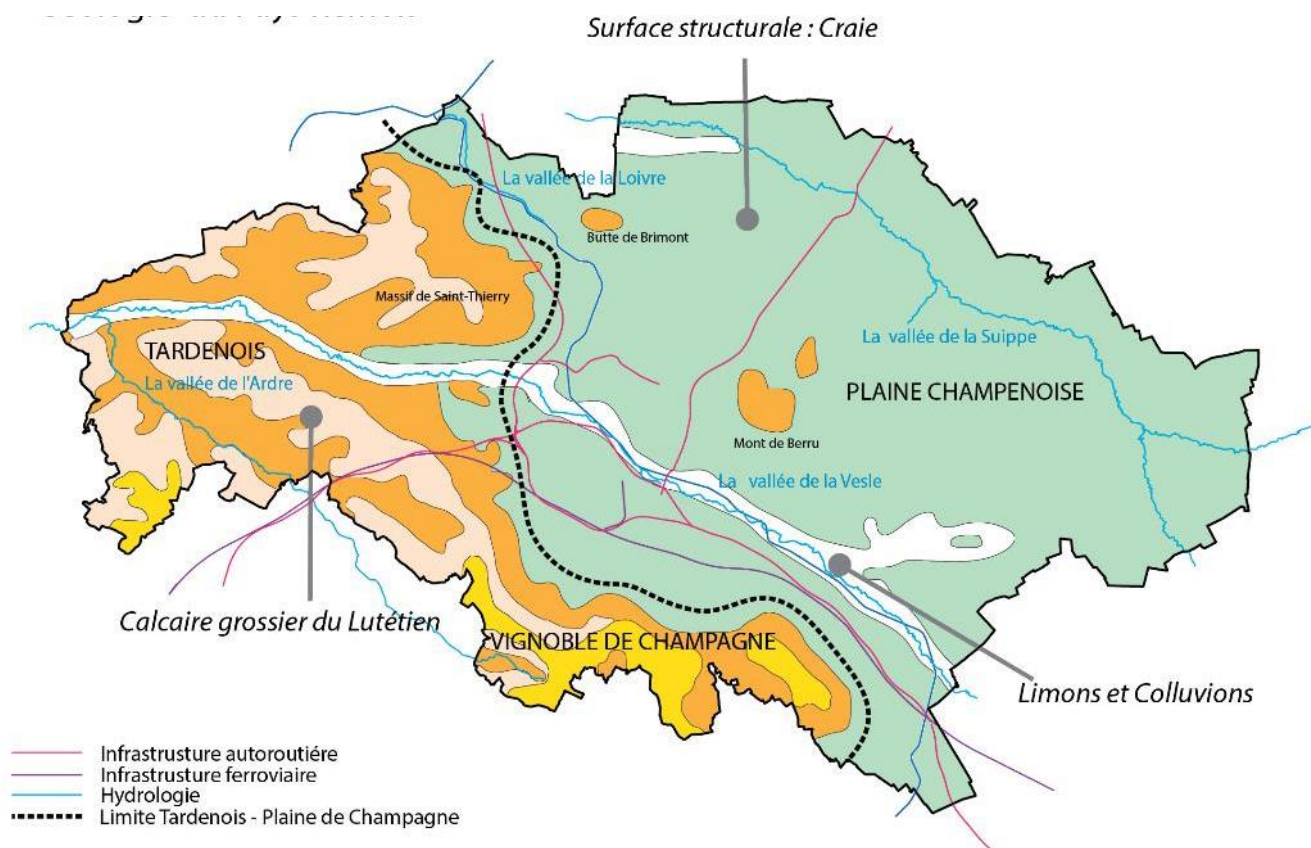 Surface structurale : Craie
La vallée de la Loivre
Butte de Brimont
Massif de Saint-Thierry
TARDENOIS
La vallée de l'Ardre
La vallée de la Suippe
PLAINE CHAMPENOISE
Mont de Berru
La vallée de la Vesle
Calcaire grossier du Lutétien
VIGNOBLE DE CHAMPAGNE
Limons et Colluvions
Infrastrusture autoroutiére
Infrastrusture ferroviaire
Hydrologie
Limite Tardenois - Plaine de Champagne